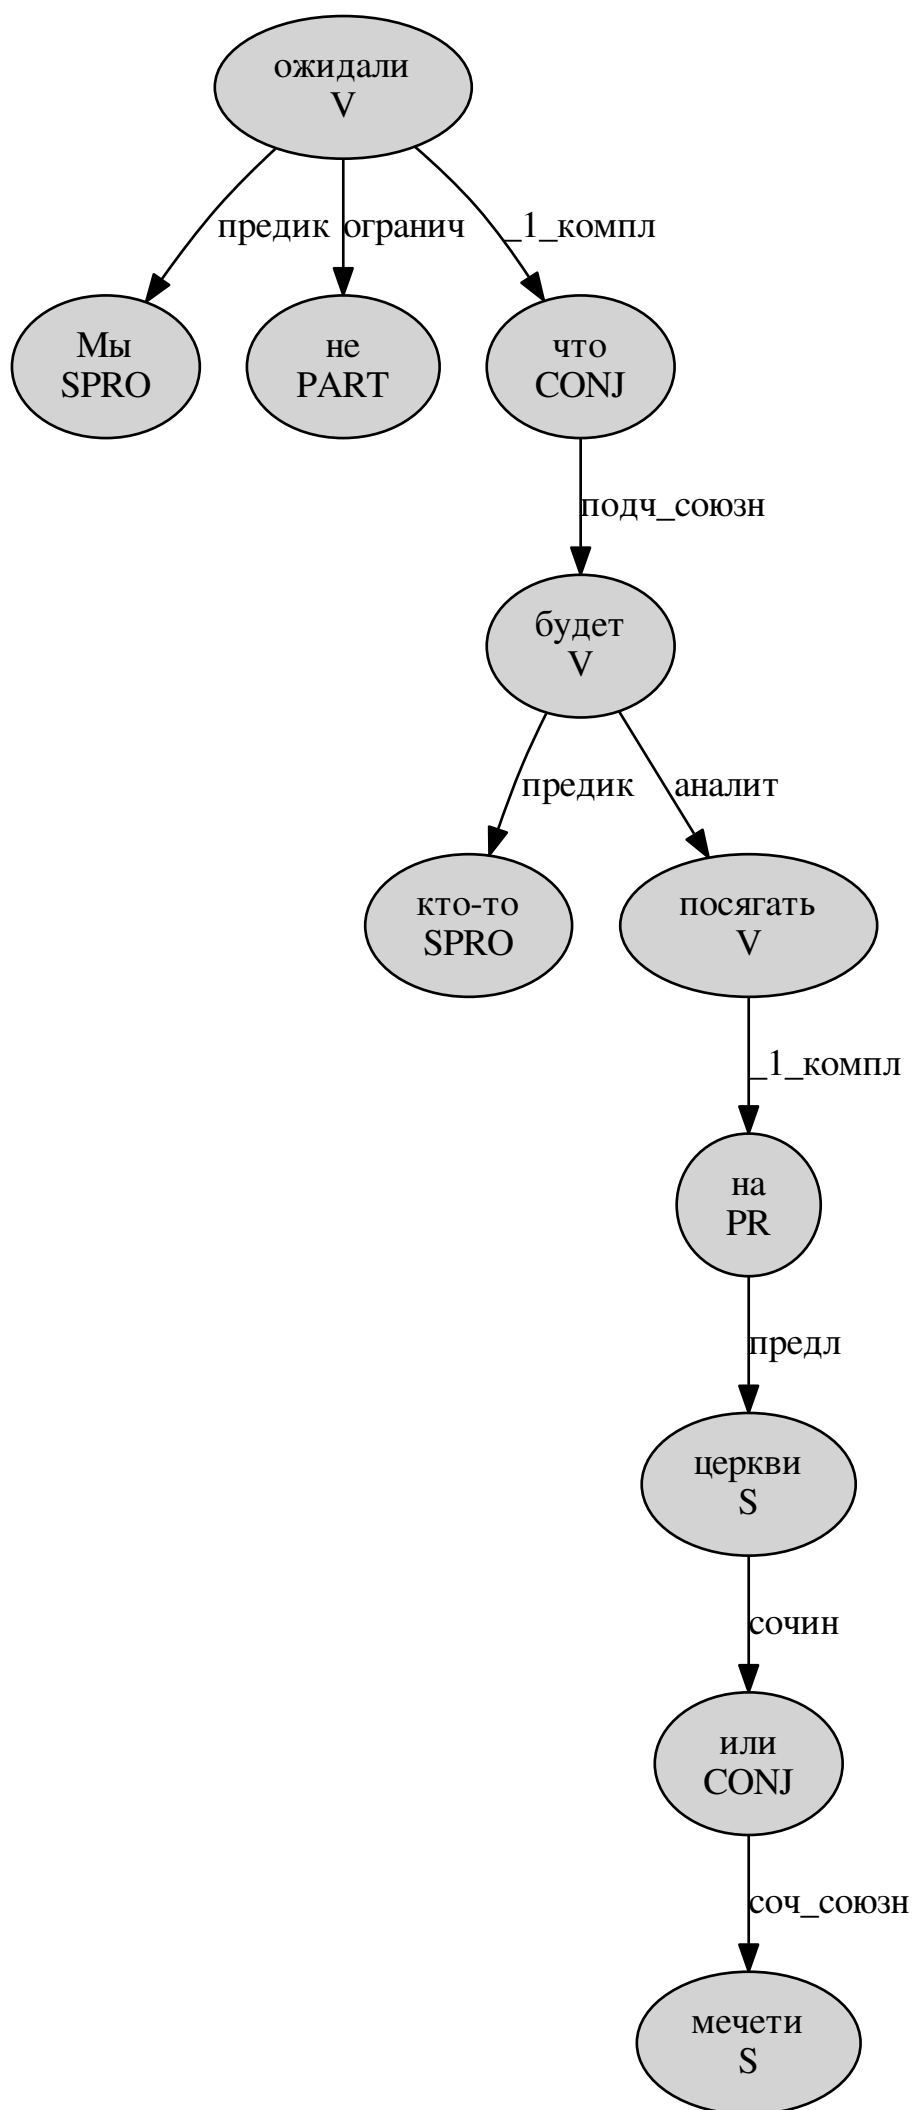 ожидали
V
предик
огранич
_1_компл
Мы
SPRO
не
PART
что
CONJ
подч_союзн
будет
V
предик
аналит
кто-то
SPRO
посягать
V
_1_компл
на
PR
предл
церкви
S
сочин
или
CONJ
соч_союзн
мечети
S